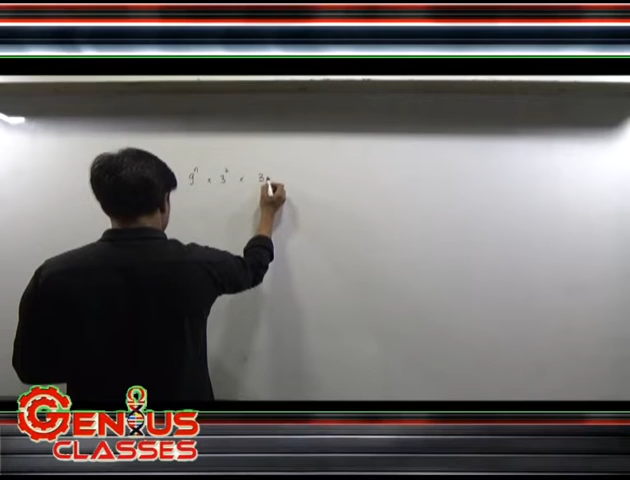 9ⁿ × 3² × 3
GENIUS
CLASSES